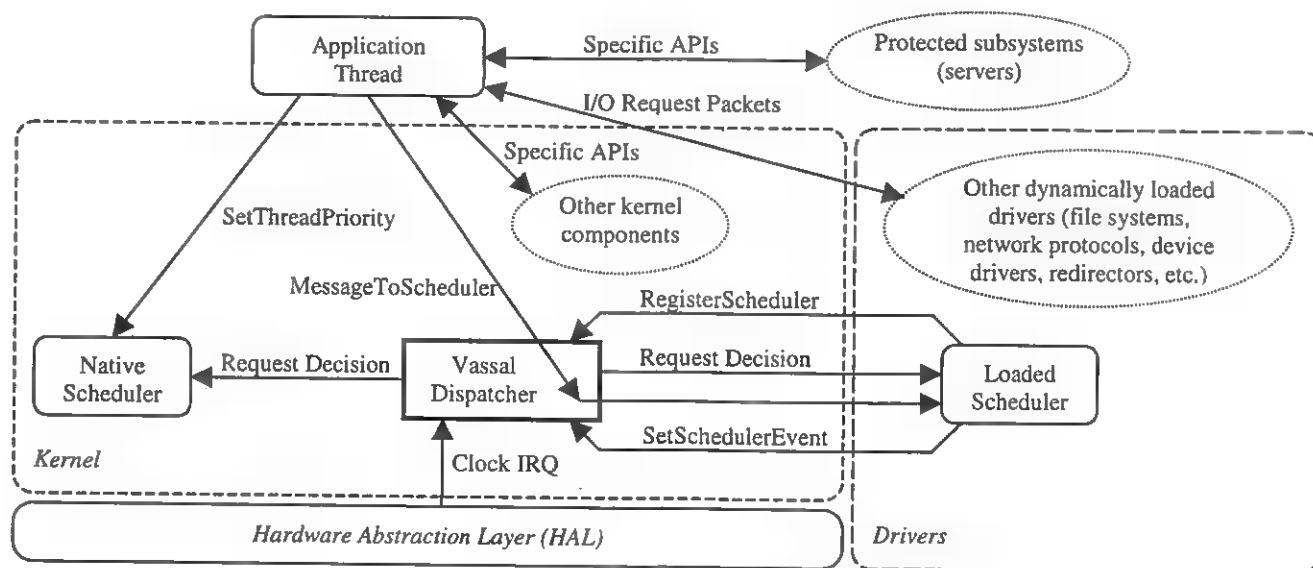 Application
Thread
Specific APIs
Protected subsystems
(servers)
I/O Request Packets
Specific APIs
Other kernel
components
Other dynamically loaded
drivers (file systems,
network protocols, device
drivers, redirectors, etc.)
SetThreadPriority
MessageToScheduler
RegisterScheduler
Native
Scheduler
Request Decision
Vassal
Dispatcher
Request Decision
Loaded
Scheduler
SetSchedulerEvent
Kernel
Clock IRQ
Hardware Abstraction Layer (HAL)
Drivers